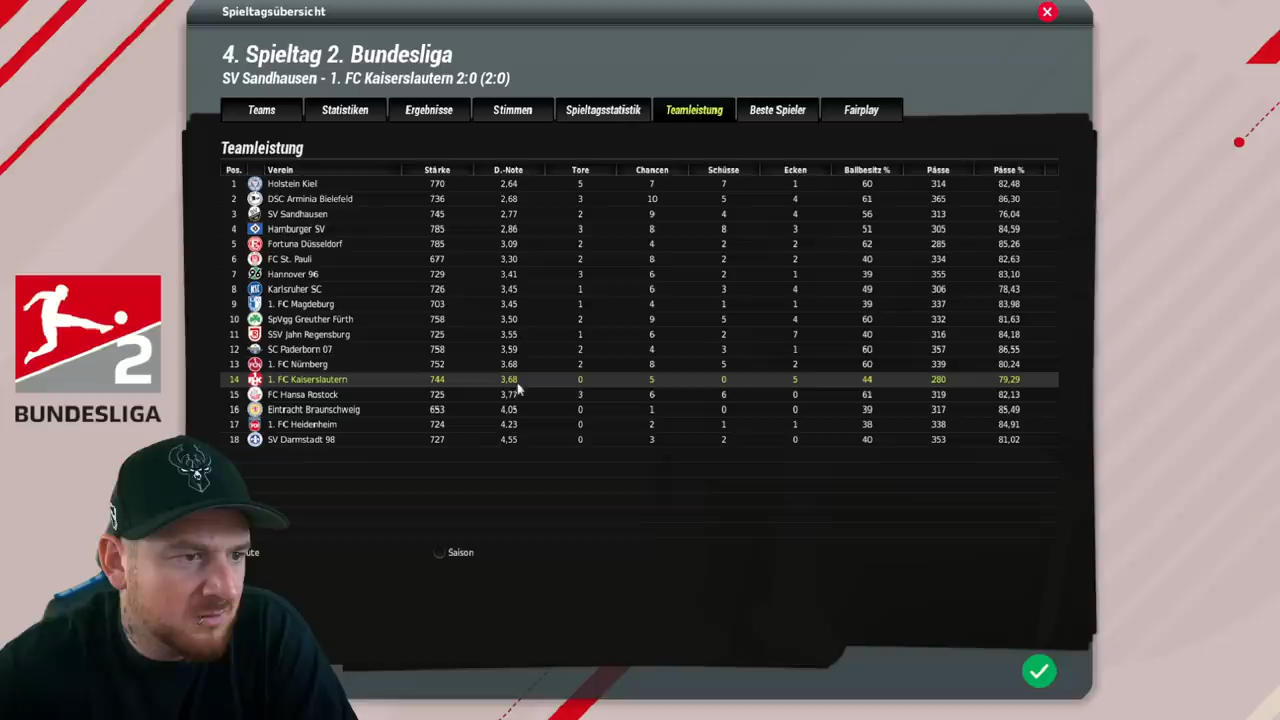 Spieltagsübersicht
4. Spieltag 2. Bundesliga
SV Sandhausen - 1. FC Kaiserslautern 2:0 (2:0)
Teams Statistiken Ergebnisse Stimmen Spieltagsstatistik Teamleistung Beste Spieler Fairplay
Teamleistung
Pos. Verein Stärke D.-Note Tore Chancen Schüsse Ecken Ballbesitz % Pässe Pässe %
1 Holstein Kiel 770 2,64 5 7 7 1 60 314 82,48
2 DSC Arminia Bielefeld 736 2,68 3 10 5 4 61 365 86,30
3 SV Sandhausen 745 2,77 2 9 4 4 56 313 76,04
4 Hamburger SV 785 2,86 3 8 8 3 51 305 84,59
5 Fortuna Düsseldorf 785 3,09 2 4 2 2 62 285 85,26
6 FC St. Pauli 677 3,30 2 8 2 2 40 334 82,63
7 Hannover 96 729 3,41 3 6 2 1 39 355 83,10
8 Karlsruher SC 726 3,45 1 6 3 4 49 306 78,43
9 1. FC Magdeburg 703 3,45 1 4 1 1 39 337 83,98
10 SpVgg Greuther Fürth 758 3,50 2 9 5 4 60 332 81,63
11 SSV Jahn Regensburg 725 3,55 1 6 2 7 40 316 84,18
12 SC Paderborn 07 758 3,59 2 4 3 1 60 357 86,55
13 1. FC Nürnberg 752 3,68 2 8 5 2 60 339 80,24
14 1. FC Kaiserslautern 744 3,68 0 5 0 5 44 280 79,29
15 FC Hansa Rostock 725 3,77 3 6 6 0 61 319 82,13
16 Eintracht Braunschweig 653 4,05 0 1 0 0 39 317 85,49
17 1. FC Heidenheim 724 4,23 0 2 1 1 38 338 84,91
18 SV Darmstadt 98 727 4,55 0 3 2 0 40 353 81,02
Saison
2
BUNDESLIGA